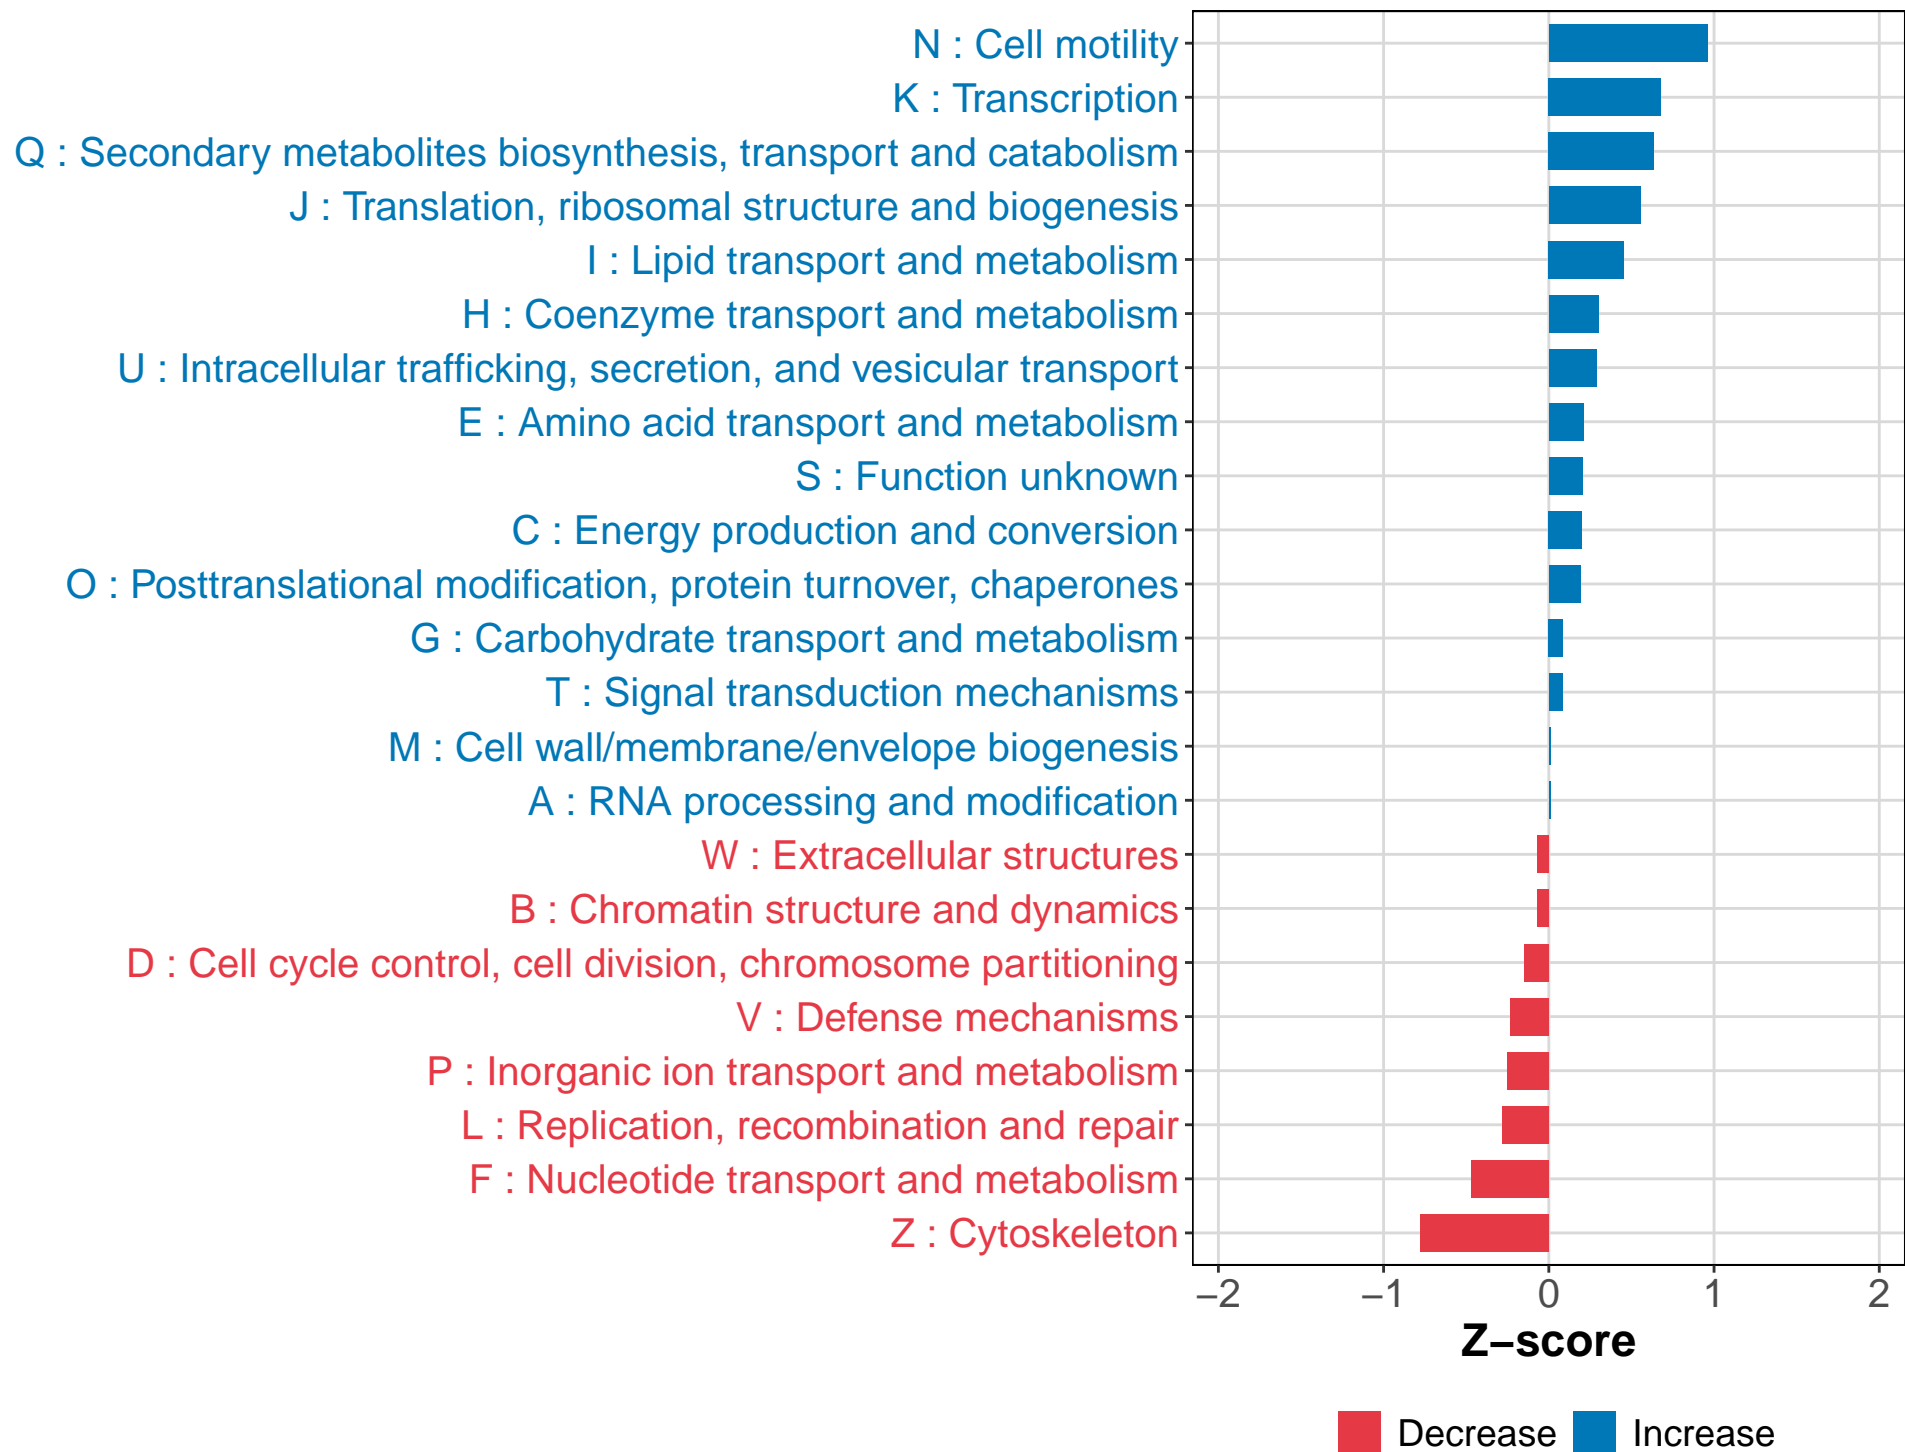 N : Cell motility
K : Transcription
Q : Secondary metabolites biosynthesis, transport and catabolism
J : Translation, ribosomal structure and biogenesis
I : Lipid transport and metabolism
H : Coenzyme transport and metabolism
U : Intracellular trafficking, secretion, and vesicular transport
E : Amino acid transport and metabolism
S : Function unknown
C : Energy production and conversion
O : Posttranslational modification, protein turnover, chaperones
G : Carbohydrate transport and metabolism
T : Signal transduction mechanisms
M : Cell wall/membrane/envelope biogenesis
A : RNA processing and modification
W : Extracellular structures
B : Chromatin structure and dynamics
D : Cell cycle control, cell division, chromosome partitioning
V : Defense mechanisms
P : Inorganic ion transport and metabolism
L : Replication, recombination and repair
F : Nucleotide transport and metabolism
Z : Cytoskeleton
−2 −1 0 1 2
Z−score
Decrease Increase